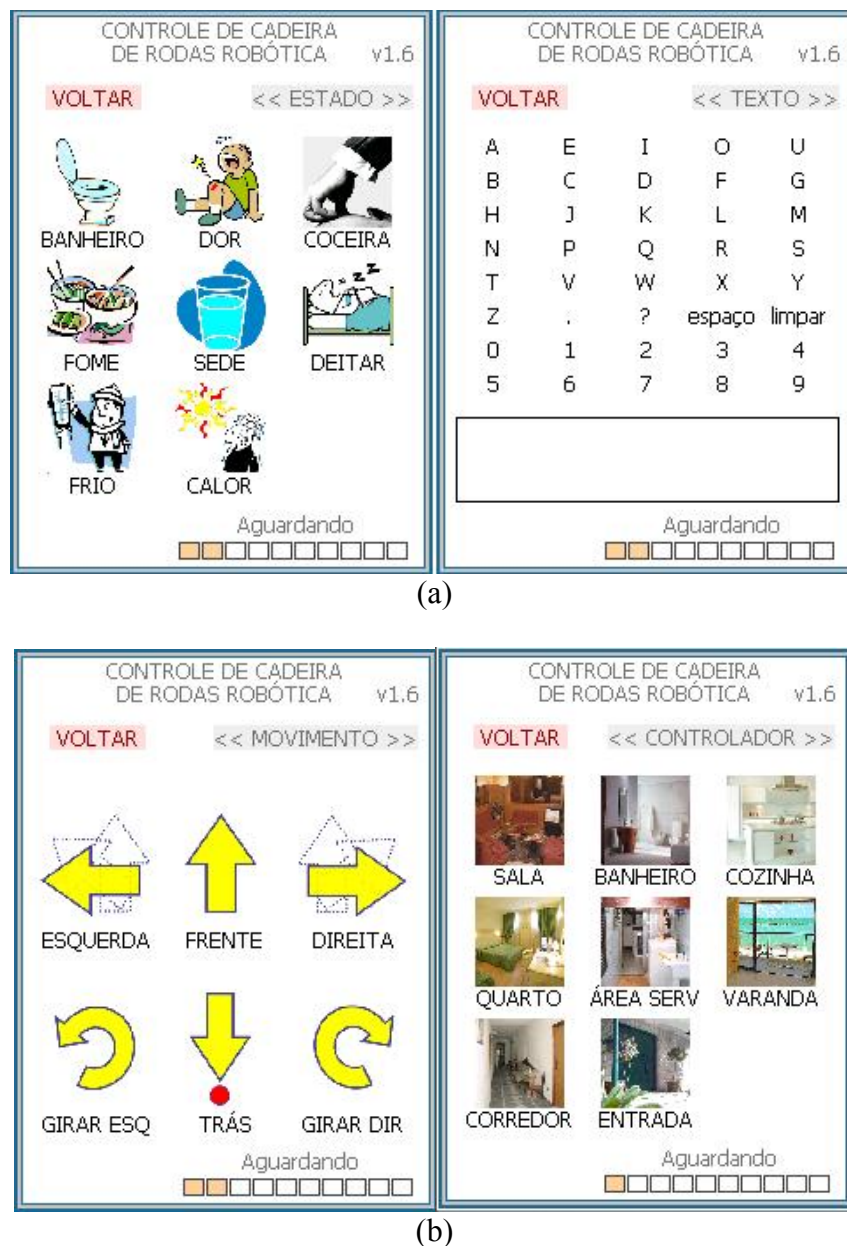 CONTROLE DE CADEIRA
DE RODAS ROBÓTICA v1.6
VOLTAR << ESTADO >>
BANHEIRO DOR COCEIRA
FOME SEDE DEITAR
FRIO CALOR
Aguardando
CONTROLE DE CADEIRA
DE RODAS ROBÓTICA v1.6
VOLTAR << TEXTO >>
A E I O U
B C D F G
H J K L M
N P Q R S
T V W X Y
Z . ? espaço limpar
0 1 2 3 4
5 6 7 8 9
Aguardando
(a)
CONTROLE DE CADEIRA
DE RODAS ROBÓTICA v1.6
VOLTAR << MOVIMENTO >>
ESQUERDA FRENTE DIREITA
GIRAR ESQ TRÁS GIRAR DIR
Aguardando
CONTROLE DE CADEIRA
DE RODAS ROBÓTICA v1.6
VOLTAR << CONTROLADOR >>
SALA BANHEIRO COZINHA
QUARTO ÁREA SERV VARANDA
CORREDOR ENTRADA
Aguardando
(b)